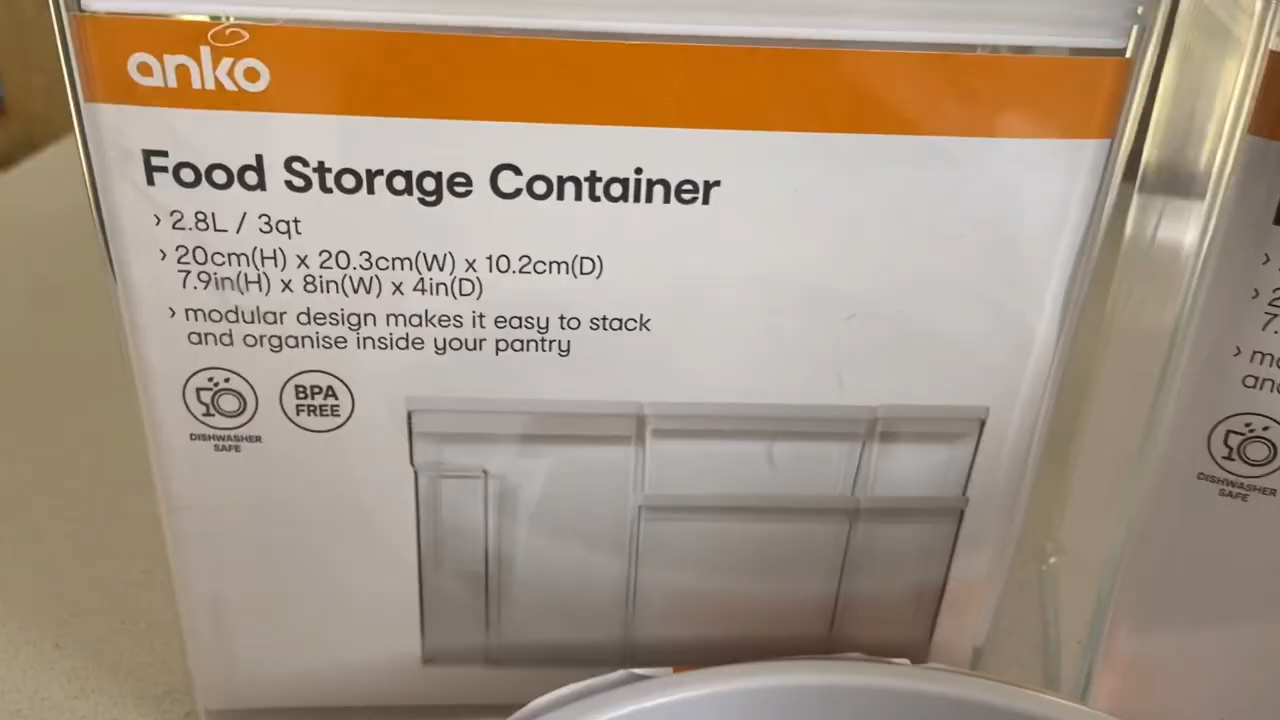 anko
Food Storage Container
› 2.8L / 3qt
› 20cm(H) x 20.3cm(W) x 10.2cm(D)
7.9in(H) x 8in(W) x 4in(D)
› modular design makes it easy to stack
and organise inside your pantry
BPA
FREE
DISHWASHER
SAFE
DISHWASHER
SAFE